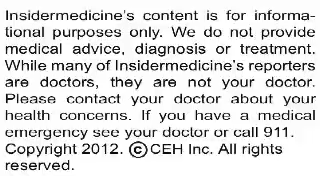 Insidermedicine's content is for informa-
tional purposes only. We do not provide
medical advice, diagnosis or treatment.
While many of Insidermedicine's reporters
are doctors, they are not your doctor.
Please contact your doctor about your
health concerns. If you have a medical
emergency see your doctor or call 911.
Copyright 2012. ©CEH Inc. All rights
reserved.